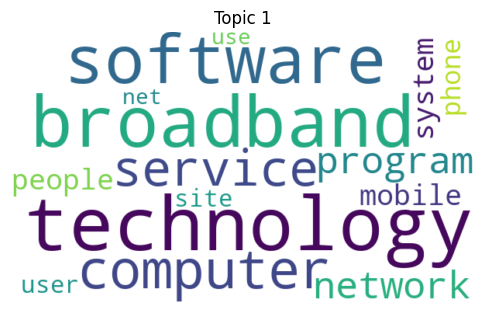 Topic 1
use
software
system
phone
net
broadband
service
program
people
site
mobile
technology
computer
network
user